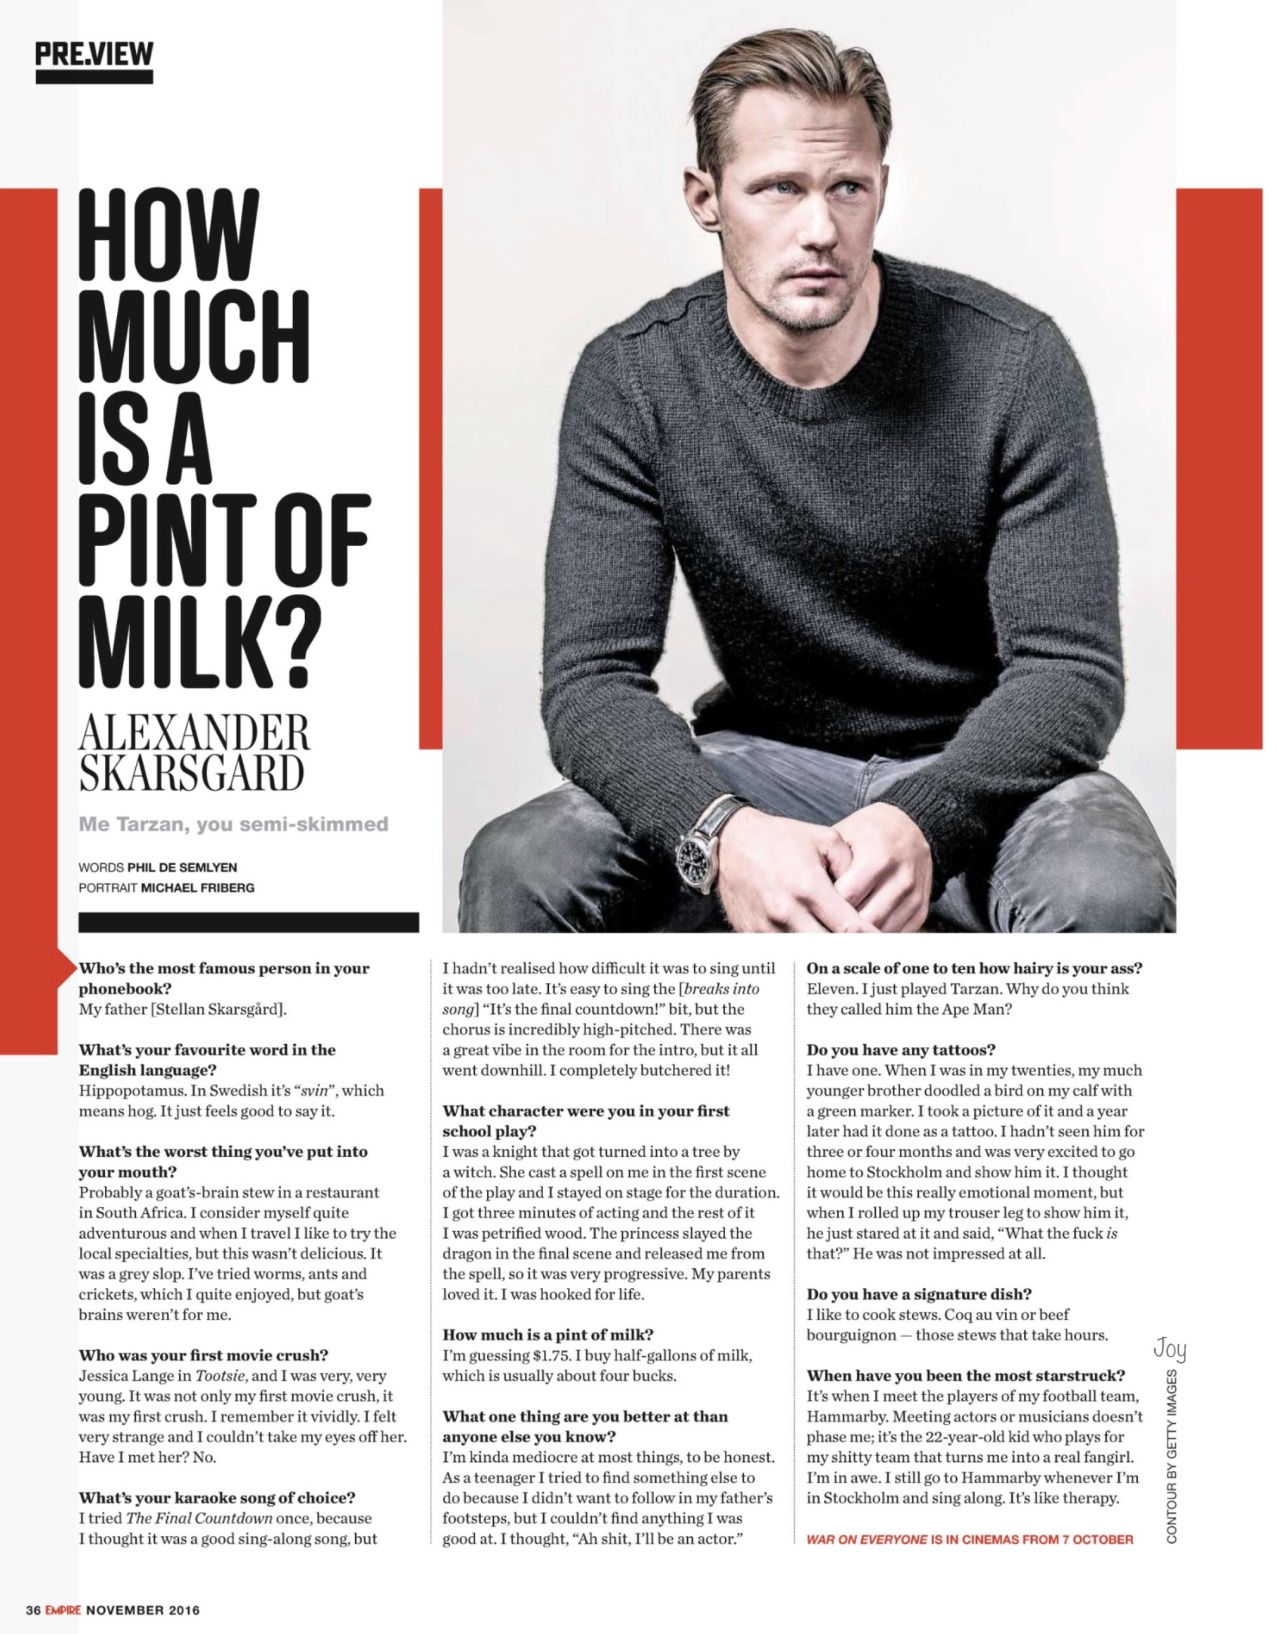 PRE.VIEW
HOW
MUCH
IS A
PINT OF
MILK?
ALEXANDER
SKARSGARD
Me Tarzan, you semi-skimmed
WORDS PHIL DE SEMLYEN
PORTRAIT MICHAEL FRIBERG
Who's the most famous person in your
phonebook?
My father [Stellan Skarsgård].
What's your favourite word in the
English language?
Hippopotamus. In Swedish it's “svin”, which
means hog. It just feels good to say it.
What's the worst thing you've put into
your mouth?
Probably a goat's-brain stew in a restaurant
in South Africa. I consider myself quite
adventurous and when I travel I like to try the
local specialties, but this wasn't delicious. It
was a grey slop. I've tried worms, ants and
crickets, which I quite enjoyed, but goat's
brains weren't for me.
Who was your first movie crush?
Jessica Lange in Tootsie, and I was very, very
young. It was not only my first movie crush, it
was my first crush. I remember it vividly. I felt
very strange and I couldn't take my eyes off her.
Have I met her? No.
What's your karaoke song of choice?
I tried The Final Countdown once, because
I thought it was a good sing-along song, but
I hadn't realised how difficult it was to sing until
it was too late. It's easy to sing the [breaks into
song] “It's the final countdown!” bit, but the
chorus is incredibly high-pitched. There was
a great vibe in the room for the intro, but it all
went downhill. I completely butchered it!
What character were you in your first
school play?
I was a knight that got turned into a tree by
a witch. She cast a spell on me in the first scene
of the play and I stayed on stage for the duration.
I got three minutes of acting and the rest of it
I was petrified wood. The princess slayed the
dragon in the final scene and released me from
the spell, so it was very progressive. My parents
loved it. I was hooked for life.
How much is a pint of milk?
I'm guessing $1.75. I buy half-gallons of milk,
which is usually about four bucks.
What one thing are you better at than
anyone else you know?
I'm kinda mediocre at most things, to be honest.
As a teenager I tried to find something else to
do because I didn't want to follow in my father's
footsteps, but I couldn't find anything I was
good at. I thought, “Ah shit, I'll be an actor.”
On a scale of one to ten how hairy is your ass?
Eleven. I just played Tarzan. Why do you think
they called him the Ape Man?
Do you have any tattoos?
I have one. When I was in my twenties, my much
younger brother doodled a bird on my calf with
a green marker. I took a picture of it and a year
later had it done as a tattoo. I hadn't seen him for
three or four months and was very excited to go
home to Stockholm and show him it. I thought
it would be this really emotional moment, but
when I rolled up my trouser leg to show him it,
he just stared at it and said, “What the fuck is
that?” He was not impressed at all.
Do you have a signature dish?
I like to cook stews. Coq au vin or beef
bourguignon — those stews that take hours.
When have you been the most starstruck?
It's when I meet the players of my football team,
Hammarby. Meeting actors or musicians doesn't
phase me; it's the 22-year-old kid who plays for
my shitty team that turns me into a real fangirl.
I'm in awe. I still go to Hammarby whenever I'm
in Stockholm and sing along. It's like therapy.
WAR ON EVERYONE IS IN CINEMAS FROM 7 OCTOBER
Joy
CONTOUR BY GETTY IMAGES
36 EMPIRE NOVEMBER 2016